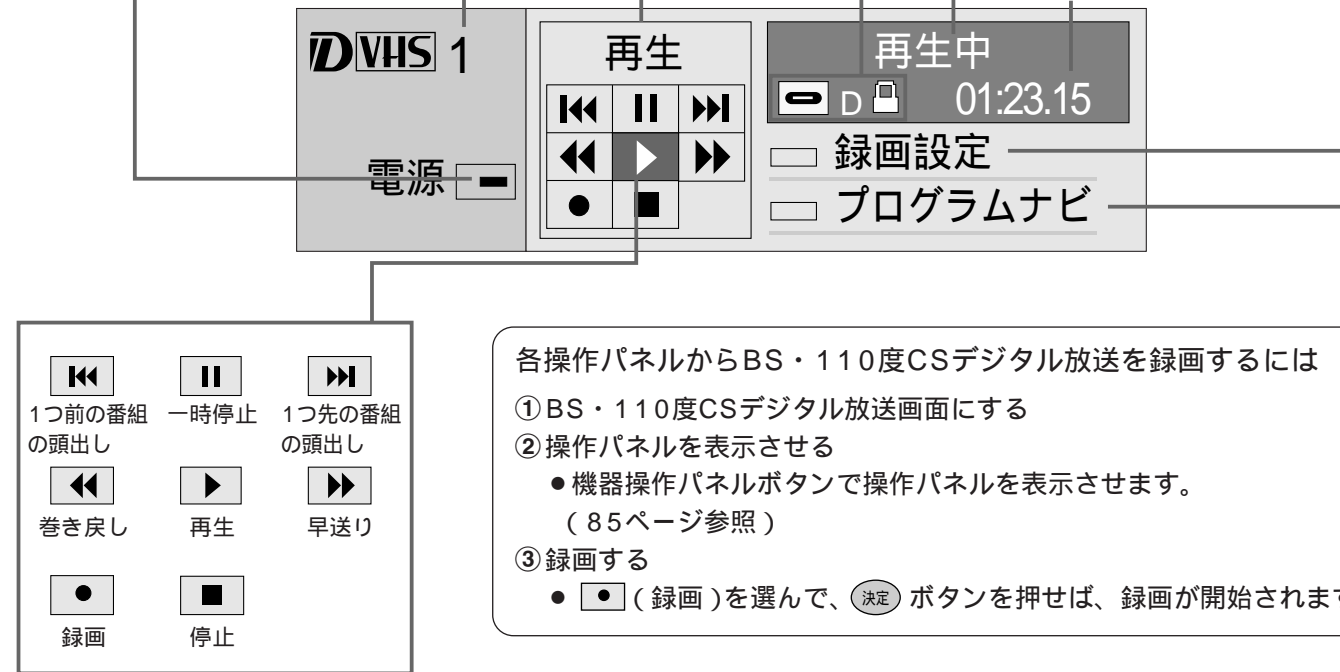 DVHS 1
再生
再生中
D 01:23.15
電源
録画設定
プログラムナビ
1つ前の番組
の頭出し
一時停止
1つ先の番組
の頭出し
巻き戻し
再生
早送り
録画
停止
各操作パネルからBS・110度CSデジタル放送を録画するには
①BS・110度CSデジタル放送画面にする
②操作パネルを表示させる
●機器操作パネルボタンで操作パネルを表示させます。
(85ページ参照)
③録画する
● (録画)を選んで、決定ボタンを押せば、録画が開始されます